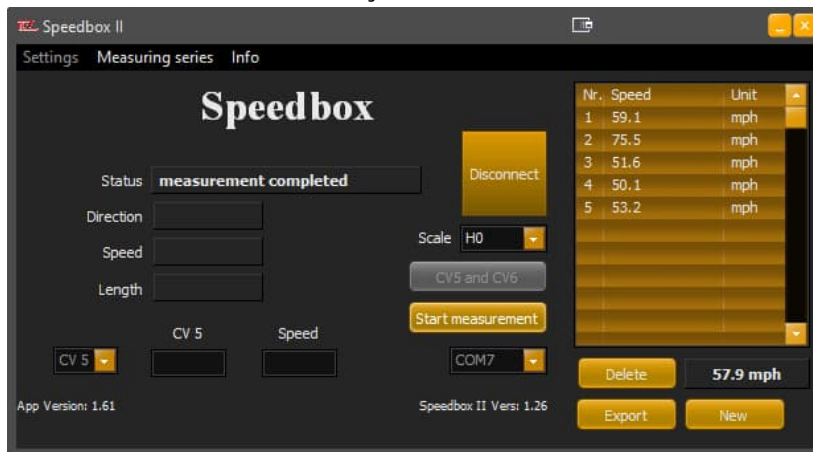 Speedbox II
Settings Measuring series Info
Speedbox
Status measurement completed
Direction
Speed
Length
CV 5 Speed
CV 5
App Version: 1.61
Disconnect
Scale H0
CV5 and CV6
Start measurement
COM7
Speedbox II Vers: 1.26
Nr. Speed Unit
1 59.1 mph
2 75.5 mph
3 51.6 mph
4 50.1 mph
5 53.2 mph
Delete 57.9 mph
Export New